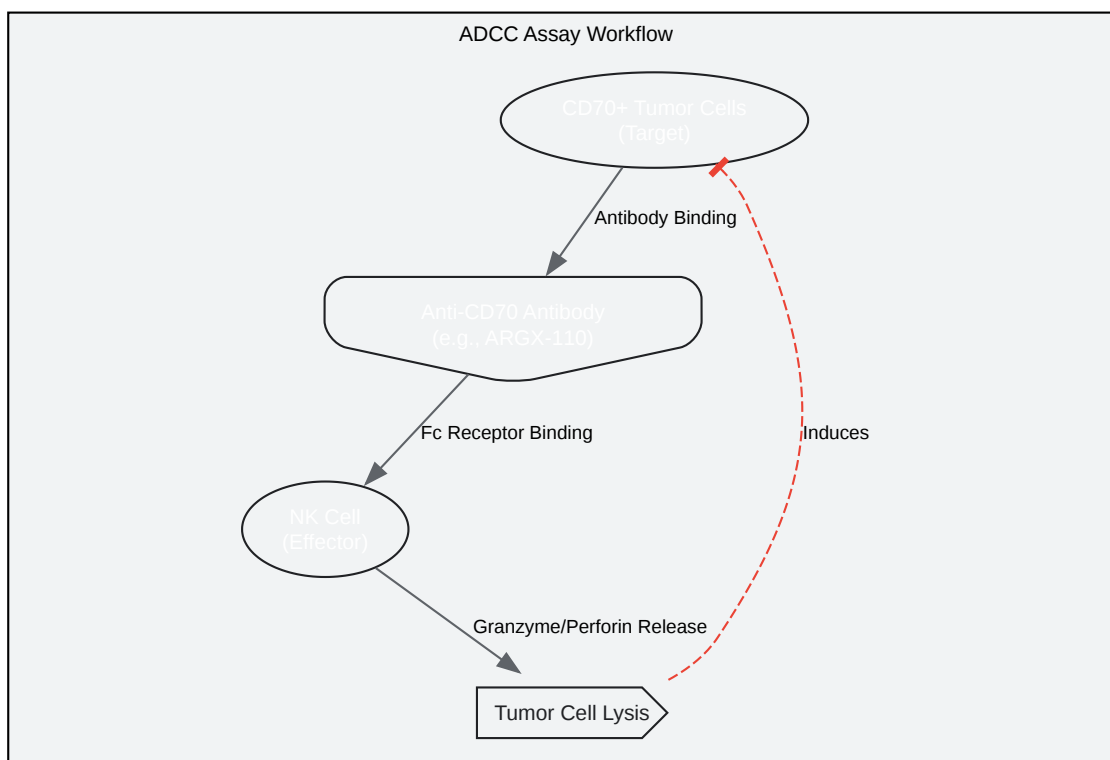 ADCC Assay Workflow
CD70+ Tumor Cells
(Target)
Antibody Binding
Anti-CD70 Antibody
(e.g., ARGX-110)
Fc Receptor Binding
Induces
NK Cell
(Effector)
Granzyme/Perforin Release
Tumor Cell Lysis